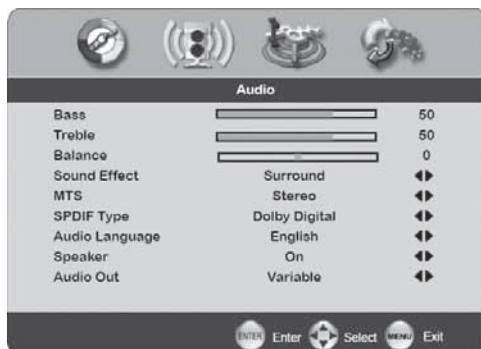 Audio
Bass 50
Treble 50
Balance 0
Sound Effect Surround
MTS Stereo
SPDIF Type Dolby Digital
Audio Language English
Speaker On
Audio Out Variable
ENTER Enter Select MENU Exit